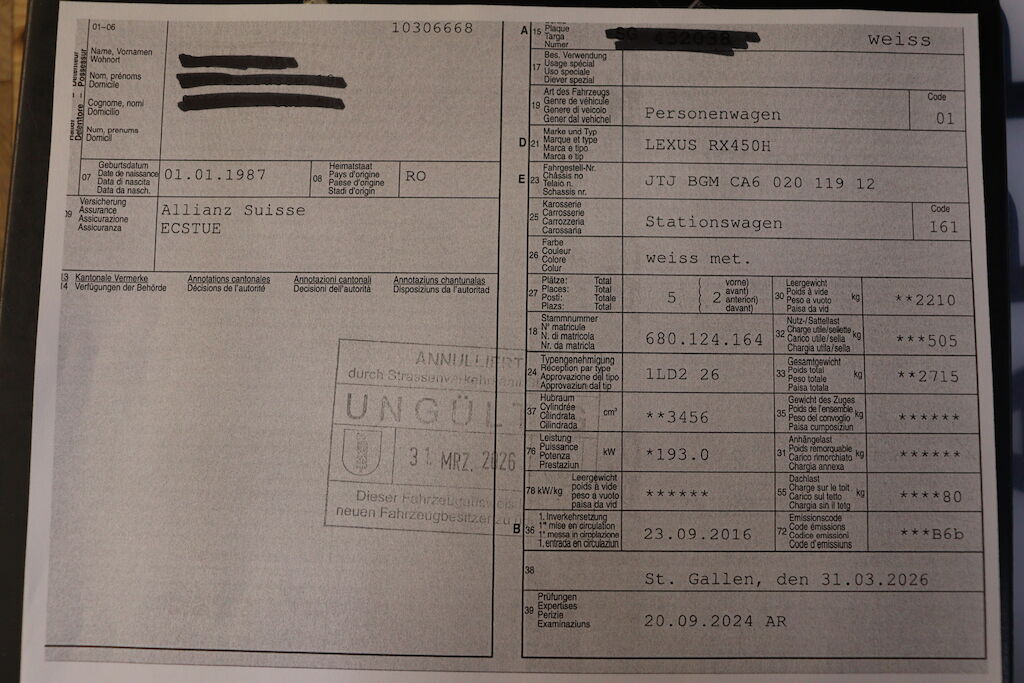 01–06
10306668
Name, Vornamen
Wohnort
Nom, prénoms
Domicile
Cognome, nomi
Domicilio
Num, prenums
Domicil
07 Geburtsdatum
Date de naissance
Data di nascita
Data da nasch.
01.01.1987
08 Heimatstaat
Pays d'origine
Paese d'origine
Stadi d'origin
RO
09 Versicherung
Assurance
Assicurazione
Assicuranza
Allianz Suisse
ECSTUE
13 Kantonale Vermerke Annotations cantonales Annotazioni cantonali Annotaziuns chantunalas
14 Verfügungen der Behörde Décisions de l'autorité Decisioni dell'autorità Disposiziuns da l'autoritad
ANNULLIERT
durch Strassenverkehrsamt
UNGÜLT
31 MRZ. 2026
Dieser Fahrzeugausweis
neuen Fahrzeugbesitzer zu
A 15 Plaque
Targa
Numer
weiss
17 Bes. Verwendung
Usage spécial
Uso speciale
Diever spezial
19 Art des Fahrzeugs
Genre de véhicule
Genere di veicolo
Gener dal vehichel
Personenwagen
Code
01
D 21 Marke und Typ
Marque et type
Marca e tipo
Marca e tip
LEXUS RX450H
E 23 Fahrgestell-Nr.
Châssis no
Telaio n.
Schassis nr.
JTJ BGM CA6 020 119 12
25 Karosserie
Carrosserie
Carrozzeria
Carossaria
Stationswagen
Code
161
26 Farbe
Couleur
Colore
Colur
weiss met.
27 Plätze: Total
Places: Total
Posti: Totale
Plazs: Total
5 ( 2 vorne)
avant)
anteriori)
davant)
30 Leergewicht
Poids à vide
Peso a vuoto
Paisa da vid
kg
**2210
18 Stammnummer
N° matricule
N. di matricola
Nr. da matricla
680.124.164
32 Nutz-/Sattellast
Charge utile/sellette
Carico utile/sella
Chargia utila/sella
kg
***505
24 Typengenehmigung
Réception par type
Approvazione del tipo
Approvaziun dal tip
1LD2 26
33 Gesamtgewicht
Poids total
Peso totale
Paisa totala
kg
**2715
37 Hubraum
Cylindrée
Cilindrata
Cilindrada
cm³
**3456
35 Gewicht des Zuges
Poids de l'ensemble
Peso del convoglio
Paisa cumposiziun
kg
******
76 Leistung
Puissance
Potenza
Prestaziun
kW
*193.0
31 Anhängelast
Poids remorquable
Carico rimorchiato
Chargia annexa
kg
******
78 kW/kg Leergewicht
poids à vide
peso a vuoto
paisa da vid
******
55 Dachlast
Charge sur le toit
Carico sul tetto
Chargia sin il tetg
kg
****80
B 36 1. Inverkehrsetzung
1re mise en circulation
1a messa in circolazione
1. entrada en circulaziun
23.09.2016
72 Emissionscode
Code émissions
Codice emissioni
Code d'emissiuns
***B6b
38
St. Gallen, den 31.03.2026
39 Prüfungen
Expertises
Perizie
Examinaziuns
20.09.2024 AR